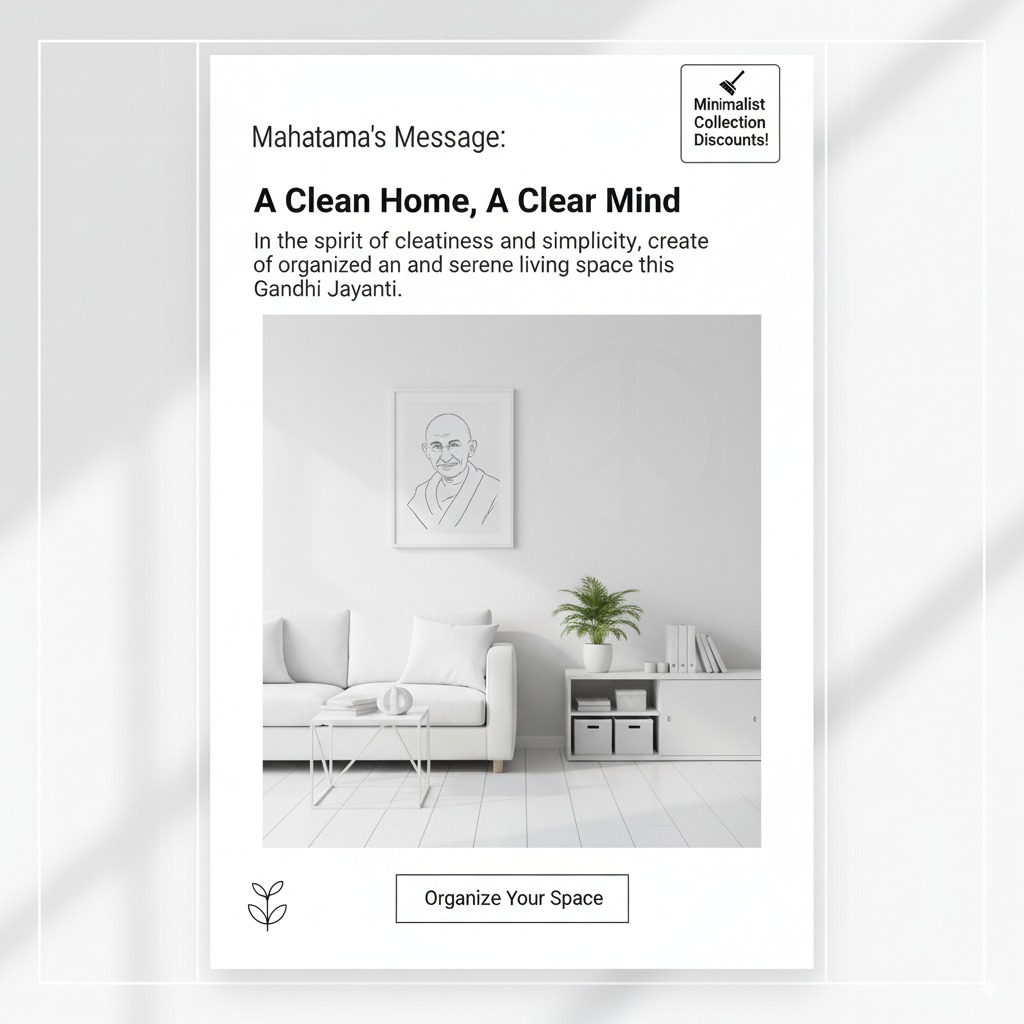 Minimalist
Collection
Discounts!
Mahatama's Message:
A Clean Home, A Clear Mind
In the spirit of cleatiness and simplicity, create
of organized an and serene living space this
Gandhi Jayanti.
Organize Your Space